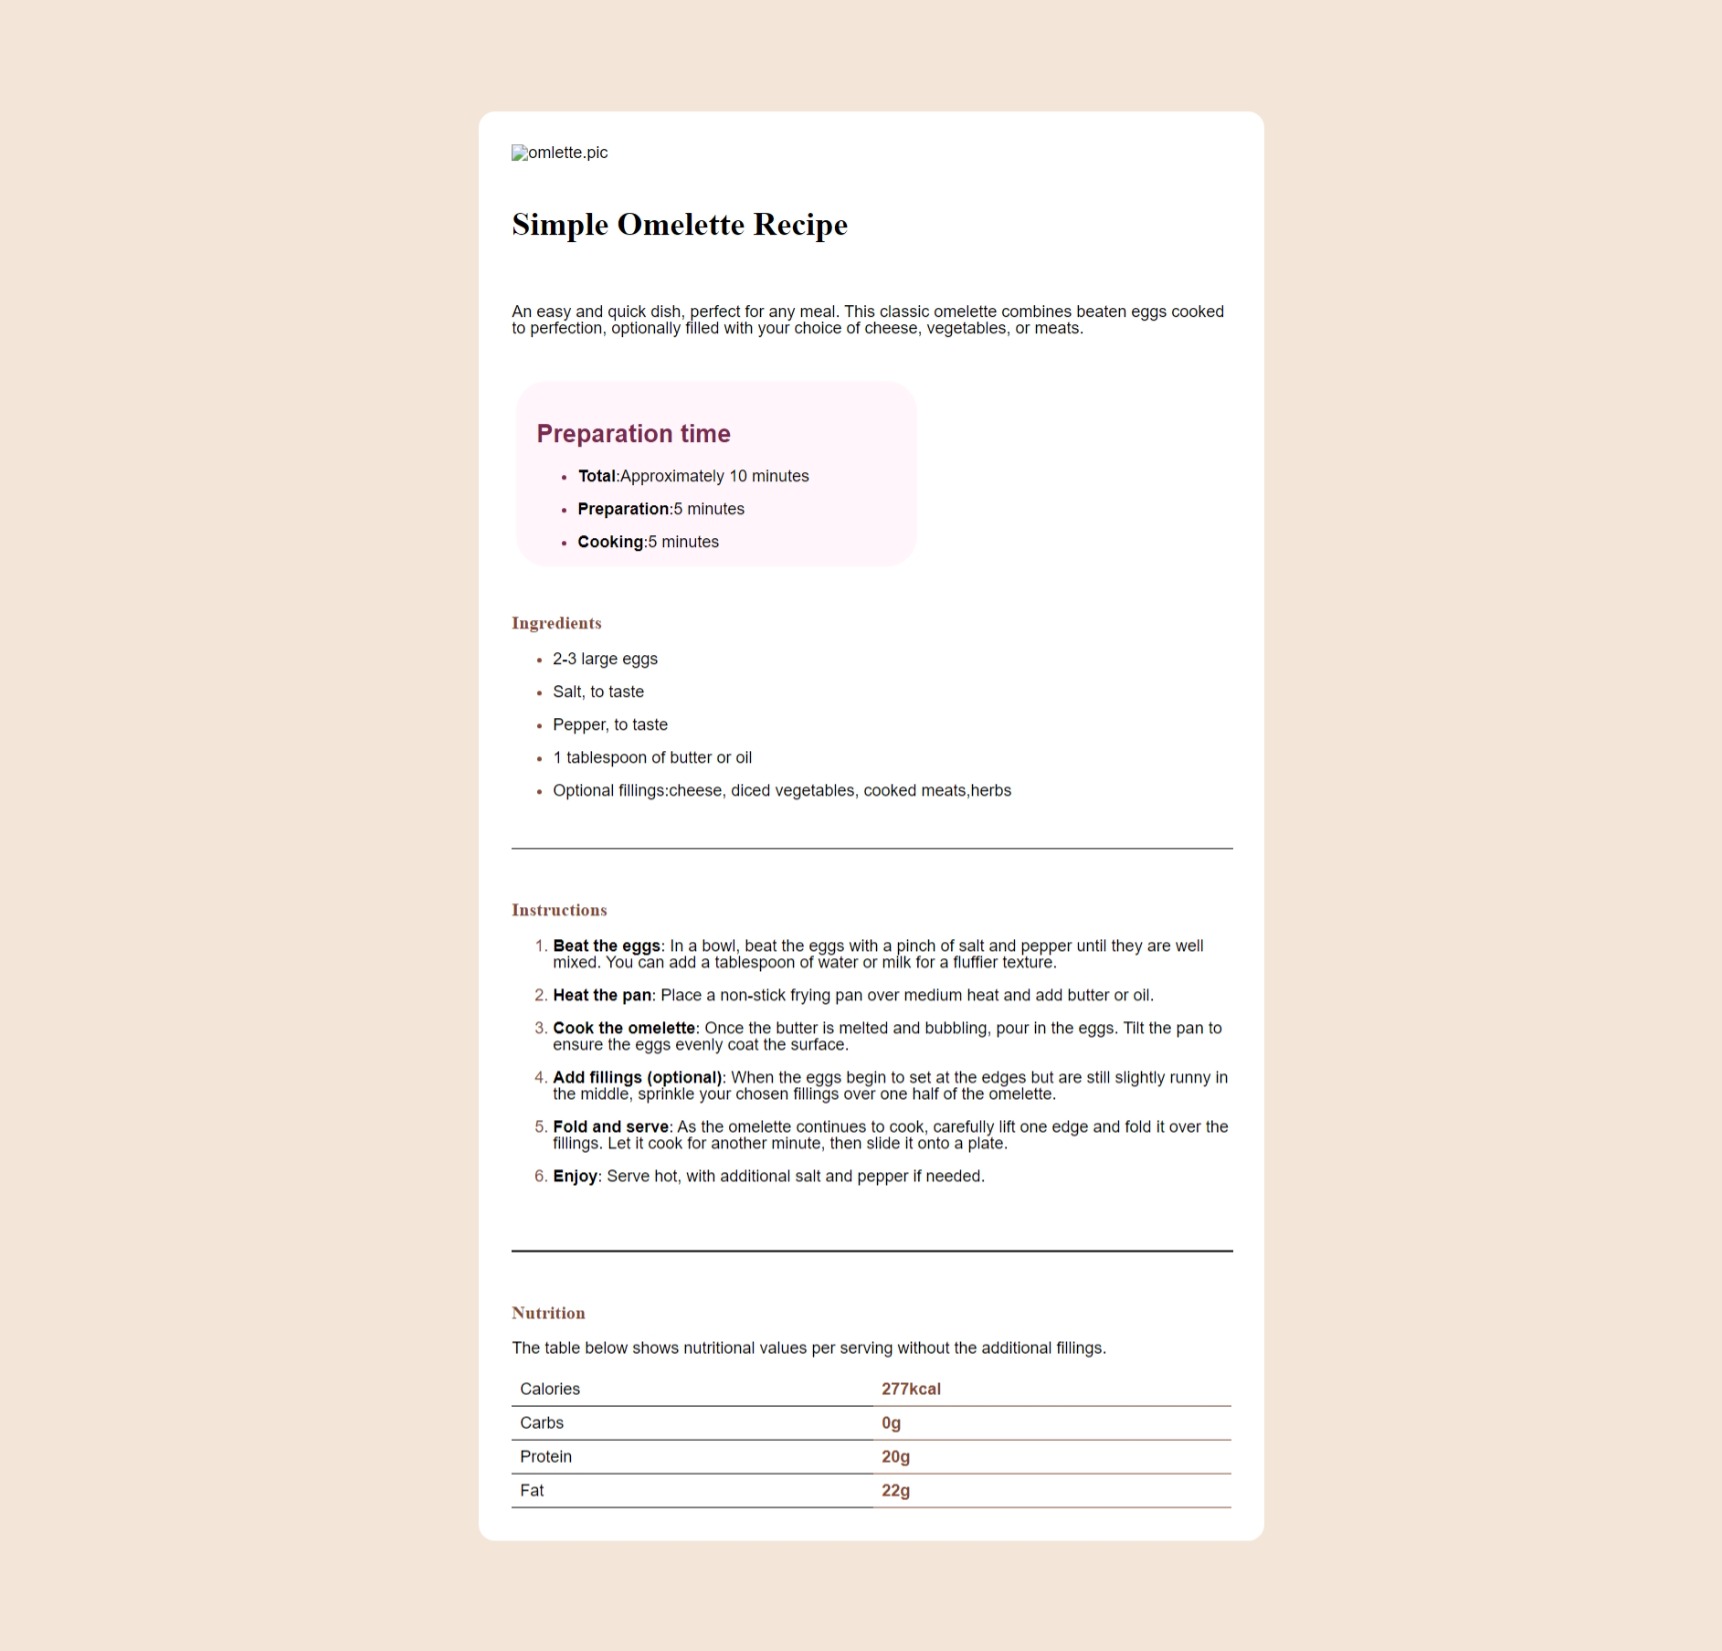 omlette.pic
Simple Omelette Recipe
An easy and quick dish, perfect for any meal. This classic omelette combines beaten eggs cooked
to perfection, optionally filled with your choice of cheese, vegetables, or meats.
Preparation time
Total:Approximately 10 minutes
Preparation:5 minutes
Cooking:5 minutes
Ingredients
2-3 large eggs
Salt, to taste
Pepper, to taste
1 tablespoon of butter or oil
Optional fillings:cheese, diced vegetables, cooked meats,herbs
Instructions
1. Beat the eggs: In a bowl, beat the eggs with a pinch of salt and pepper until they are well
mixed. You can add a tablespoon of water or milk for a fluffier texture.
2. Heat the pan: Place a non-stick frying pan over medium heat and add butter or oil.
3. Cook the omelette: Once the butter is melted and bubbling, pour in the eggs. Tilt the pan to
ensure the eggs evenly coat the surface.
4. Add fillings (optional): When the eggs begin to set at the edges but are still slightly runny in
the middle, sprinkle your chosen fillings over one half of the omelette.
5. Fold and serve: As the omelette continues to cook, carefully lift one edge and fold it over the
fillings. Let it cook for another minute, then slide it onto a plate.
6. Enjoy: Serve hot, with additional salt and pepper if needed.
Nutrition
The table below shows nutritional values per serving without the additional fillings.
Calories 277kcal
Carbs 0g
Protein 20g
Fat 22g